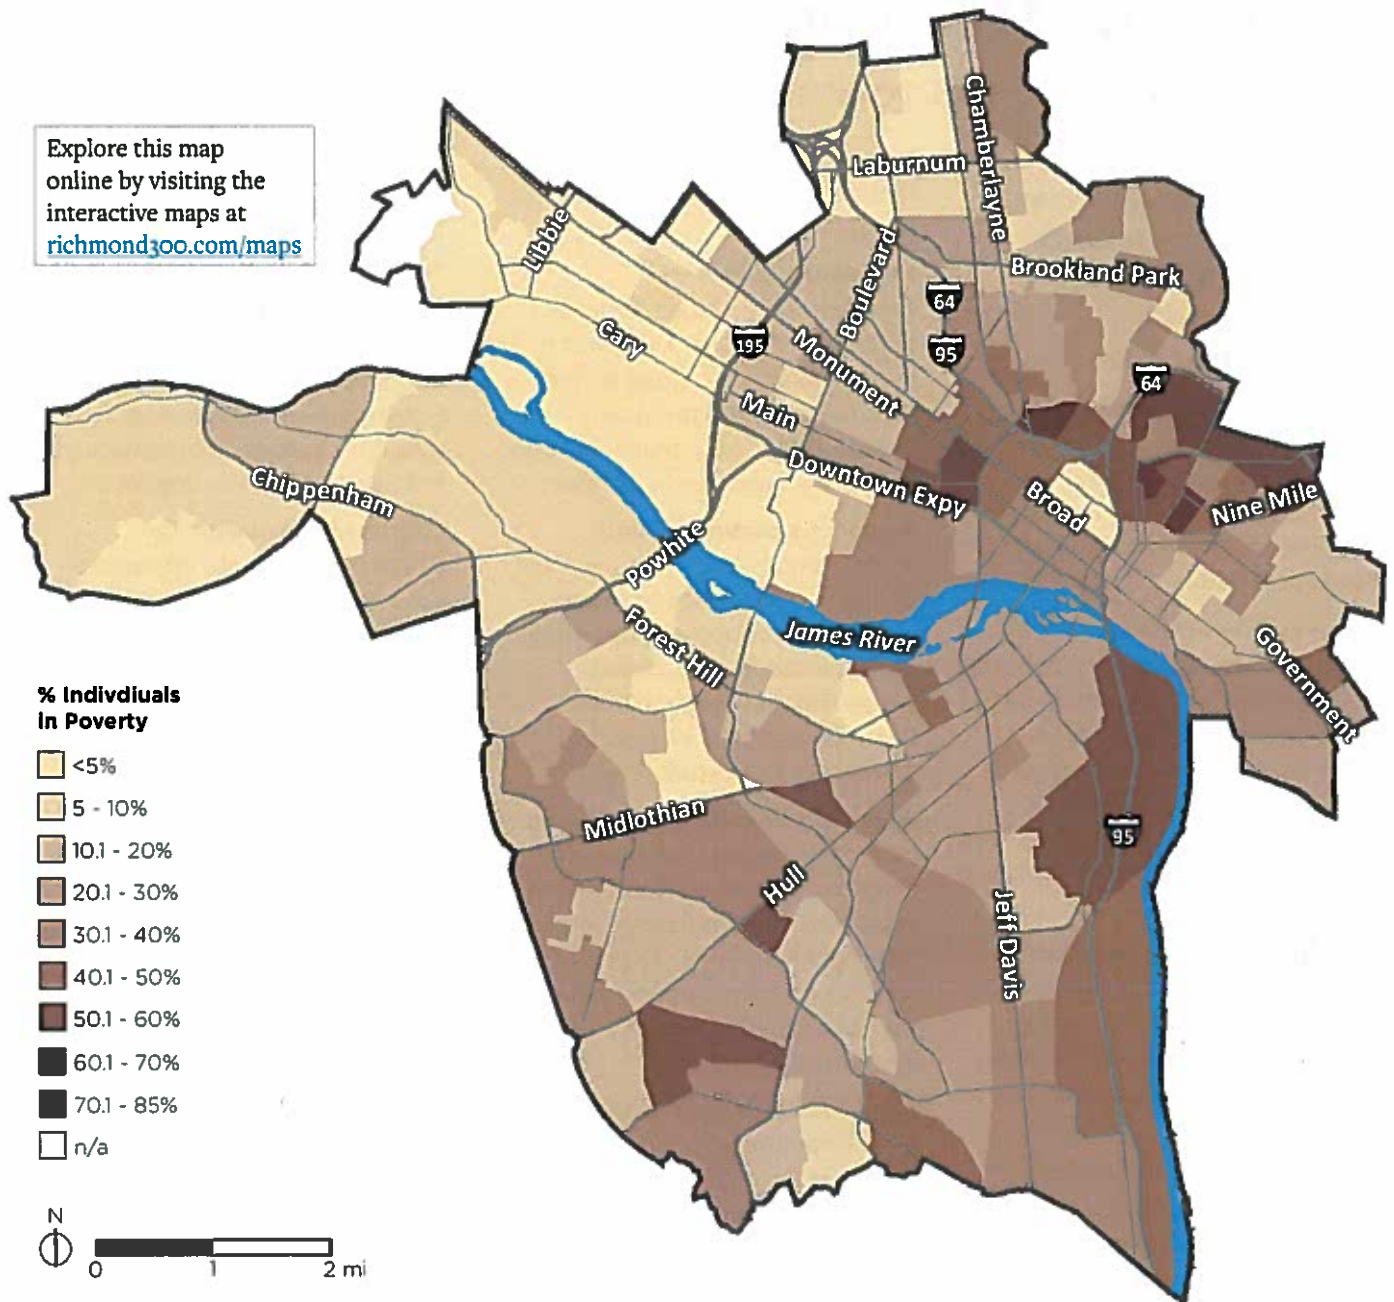 Explore this map
online by visiting the
interactive maps at
richmond300.com/maps
Chamberlayne
Laburnum
Libbie
Boulevard
Brookland Park
64
Cary
195
Monument
95
64
Main
Chippenham
Downtown Expy
Broad
Nine Mile
Powhite
Forest Hill
James River
Government
% Indivdiuals
in Poverty
<5%
5 - 10%
10.1 - 20%
20.1 - 30%
30.1 - 40%
40.1 - 50%
50.1 - 60%
60.1 - 70%
70.1 - 85%
n/a
Midlothian
95
Hull
Jeff Davis
N
0 1 2 mi